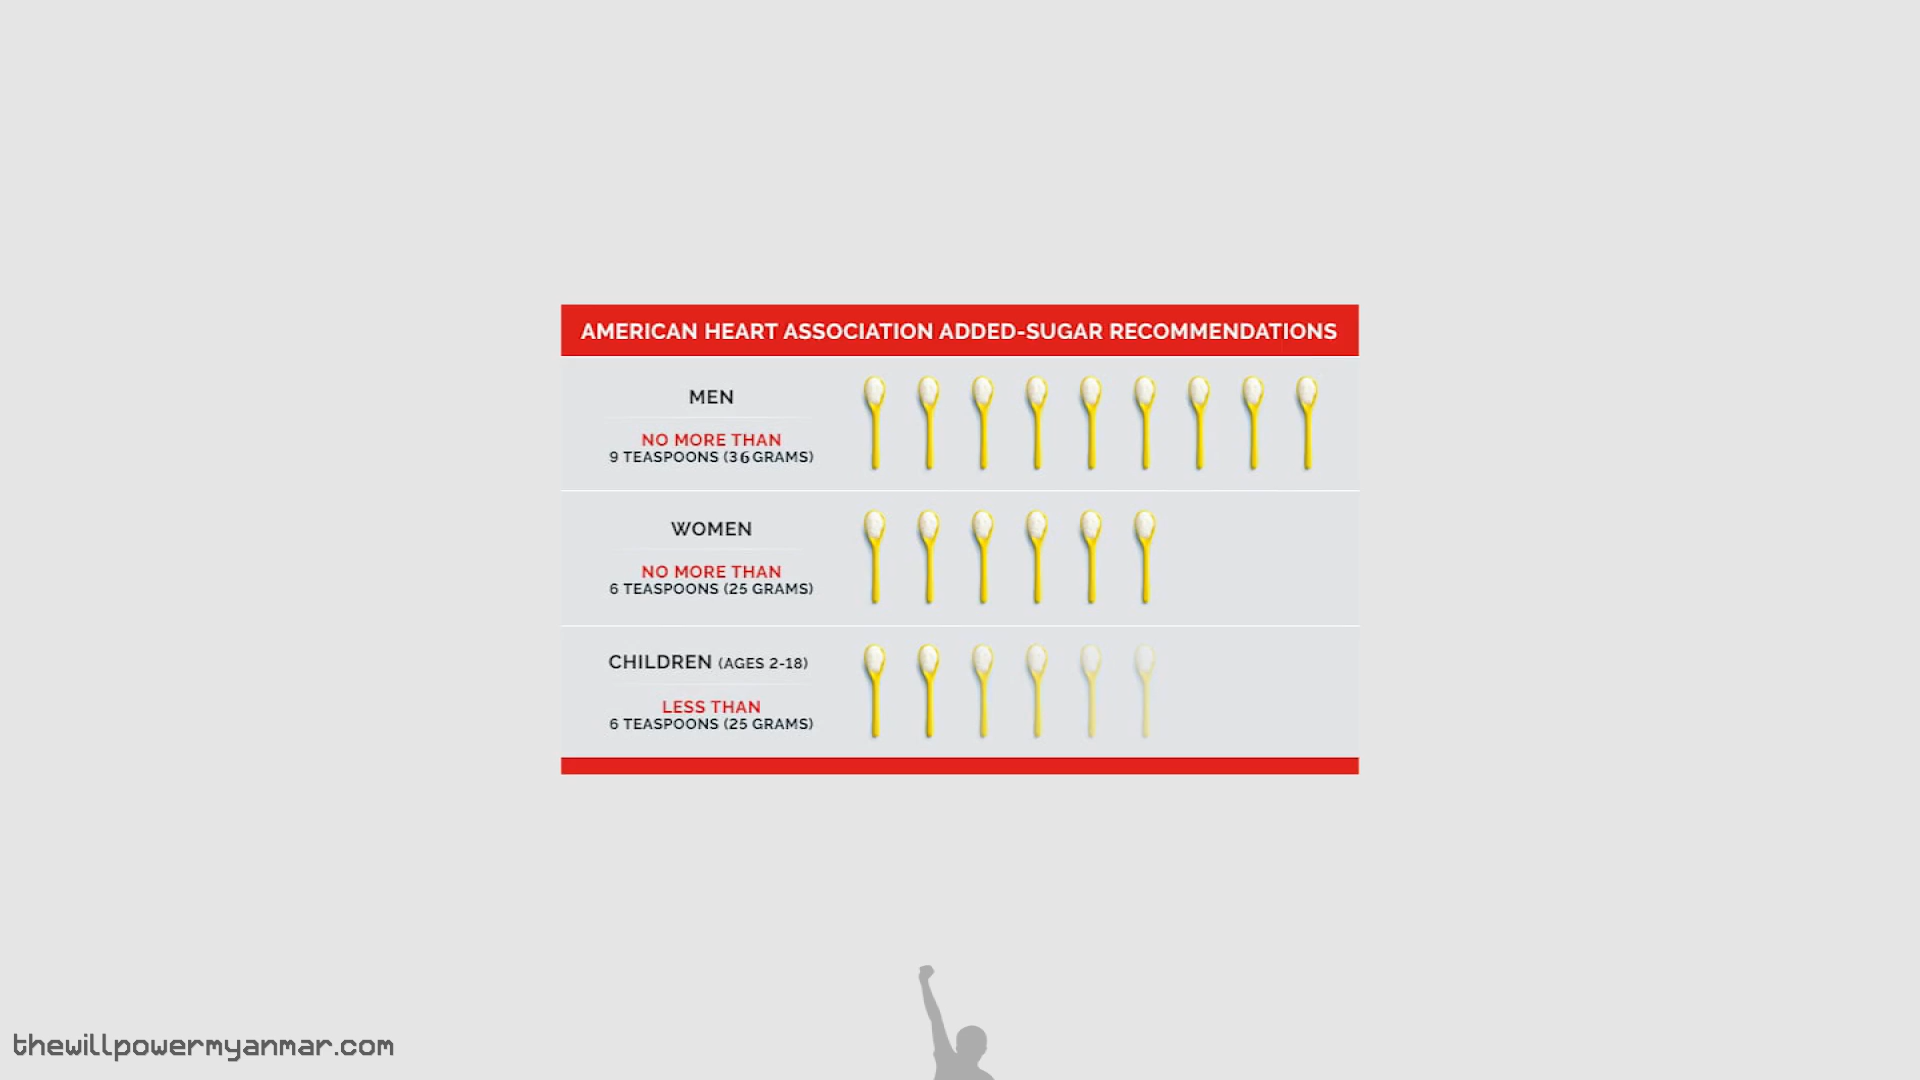 AMERICAN HEART ASSOCIATION ADDED-SUGAR RECOMMENDATIONS
MEN
NO MORE THAN
9 TEASPOONS (36 GRAMS)
WOMEN
NO MORE THAN
6 TEASPOONS (25 GRAMS)
CHILDREN (AGES 2-18)
LESS THAN
6 TEASPOONS (25 GRAMS)
thewillpowermyanmar.com